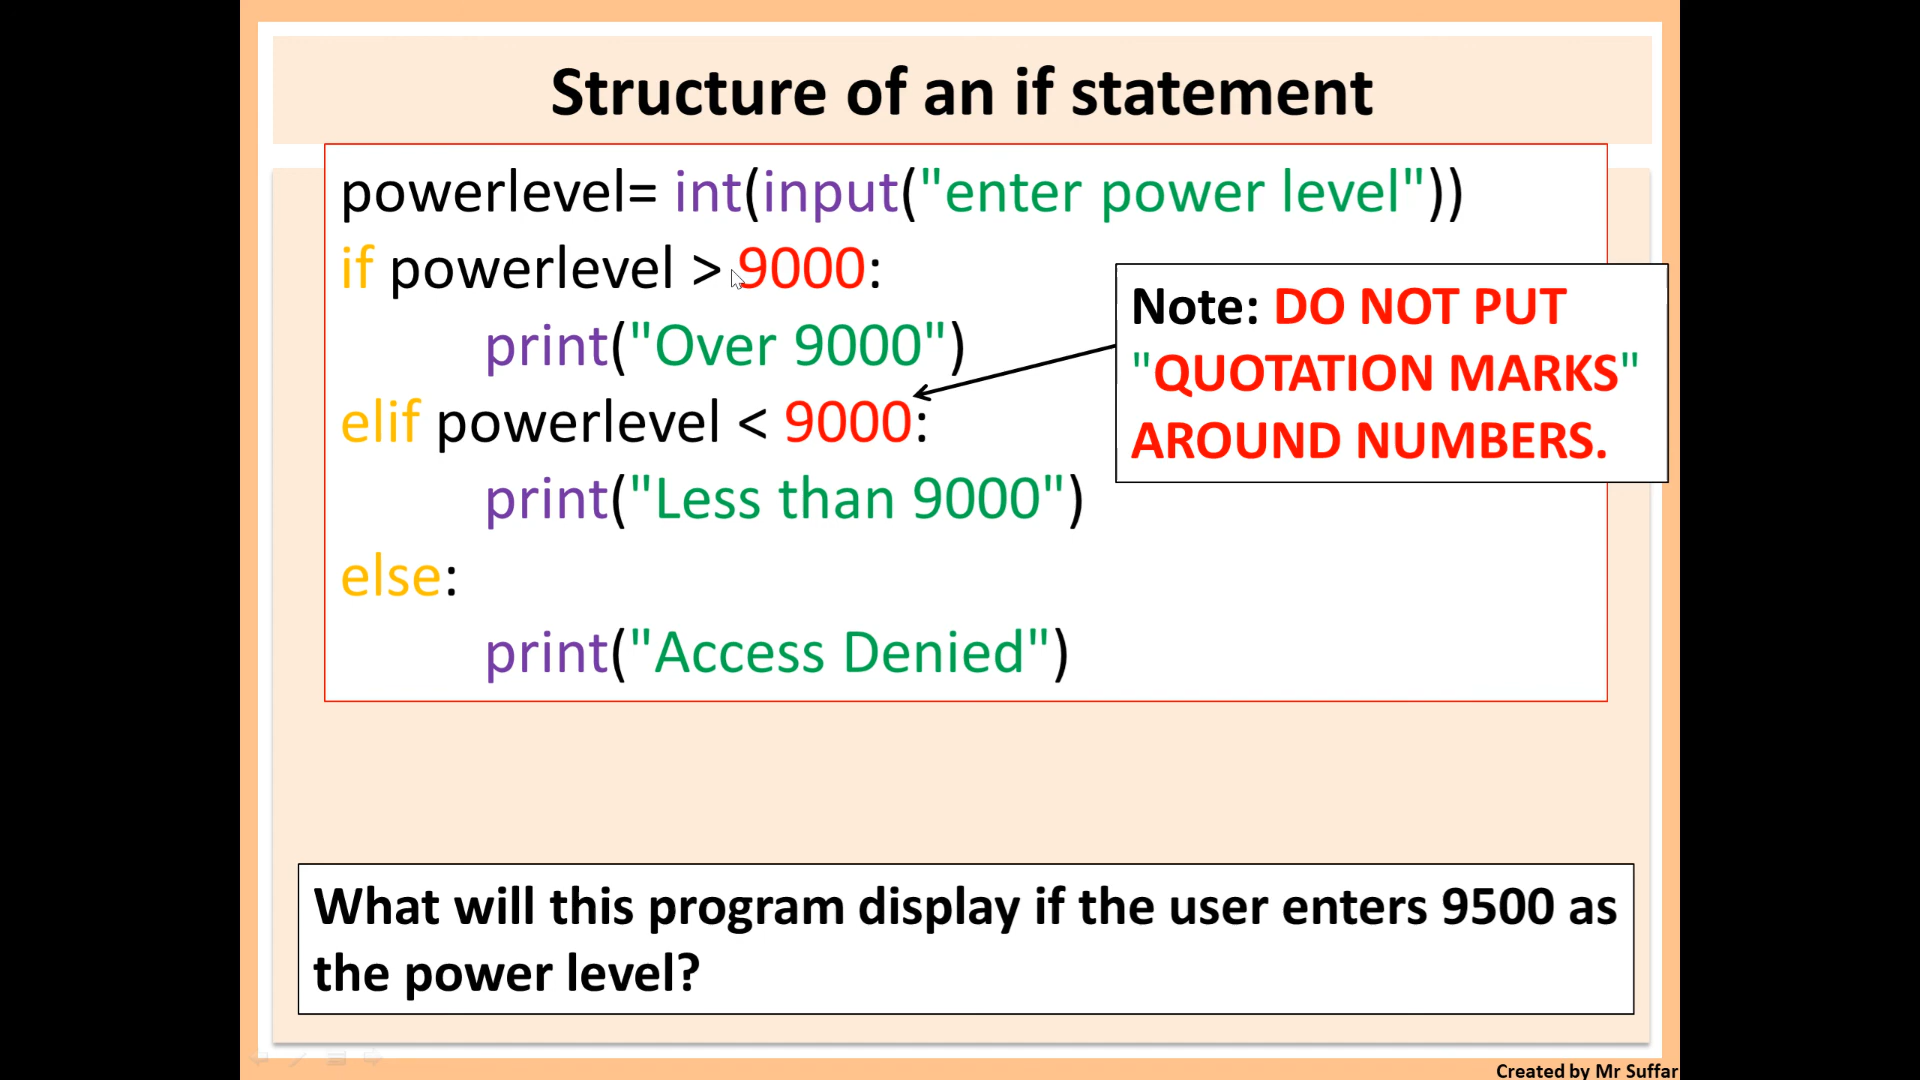 Structure of an if statement
powerlevel= int(input("enter power level"))
if powerlevel > 9000:
print("Over 9000")
elif powerlevel < 9000:
print("Less than 9000")
else:
print("Access Denied")
Note: DO NOT PUT
"QUOTATION MARKS"
AROUND NUMBERS.
What will this program display if the user enters 9500 as
the power level?
Created by Mr Suffar